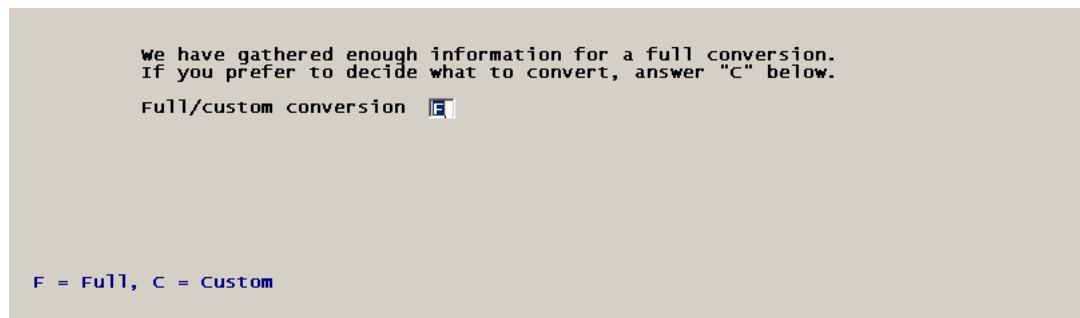 We have gathered enough information for a full conversion.
If you prefer to decide what to convert, answer "C" below.
Full/custom conversion F
F = Full, C = Custom